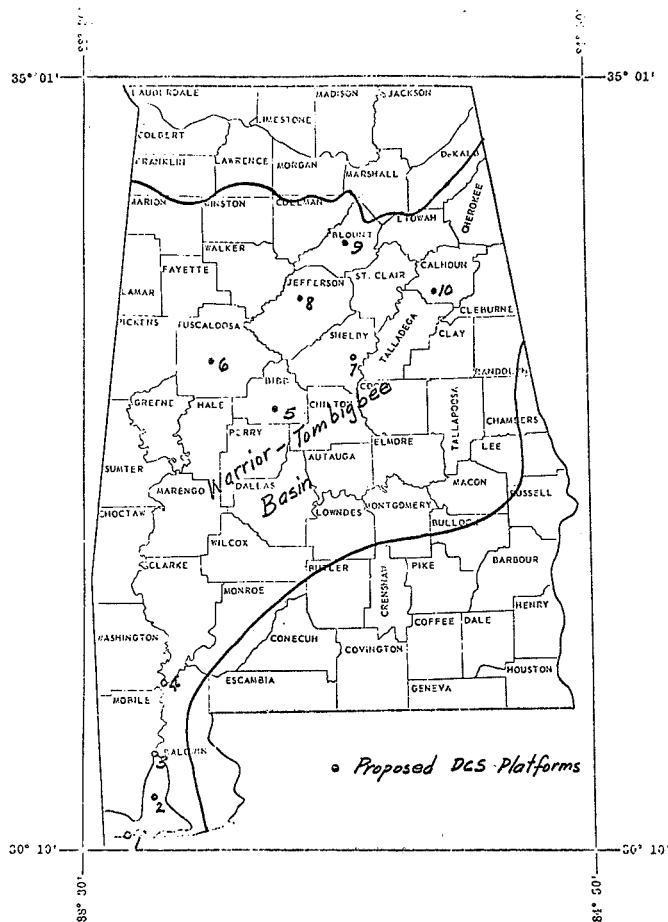 35° 01'
35° 01'
LAUDERDALE
MADISON
JACKSON
LIMESTONE
COLBERT
LAWRENCE
FRANKLIN
MORGAN
MARSHALL
DeKALB
MARION
WINSTON
CULLMAN
ETOWAH
CHEROKEE
BLOUNT
9
WALKER
FAYETTE
ST. CLAIR
CALHOUN
JEFFERSON
10
LAMAR
8
CLEBURNE
PICKENS
TUSCALOOSA
SHELBY
TALLADEGA
CLAY
6
7
RANDOLPH
BIBB
GREENE
HALE
5
CHILTON
TALLAPOOSA
CHAMBERS
PERRY
ELMORE
LEE
Warrior - Tombigbee
Basin
SUMTER
AUTAUGA
MACON
MARENGO
DALLAS
RUSSELL
CHOCTAW
LOWNDES
MONTGOMERY
BULLOCK
WILCOX
CLARKE
BUTLER
PIKE
BARBOUR
MONROE
CRENSHAW
HENRY
WASHINGTON
CONECUH
COFFEE
DALE
COVINGTON
HOUSTON
4
ESCAMBIA
GENEVA
MOBILE
BALDWIN
3
Proposed DCS Platforms
2